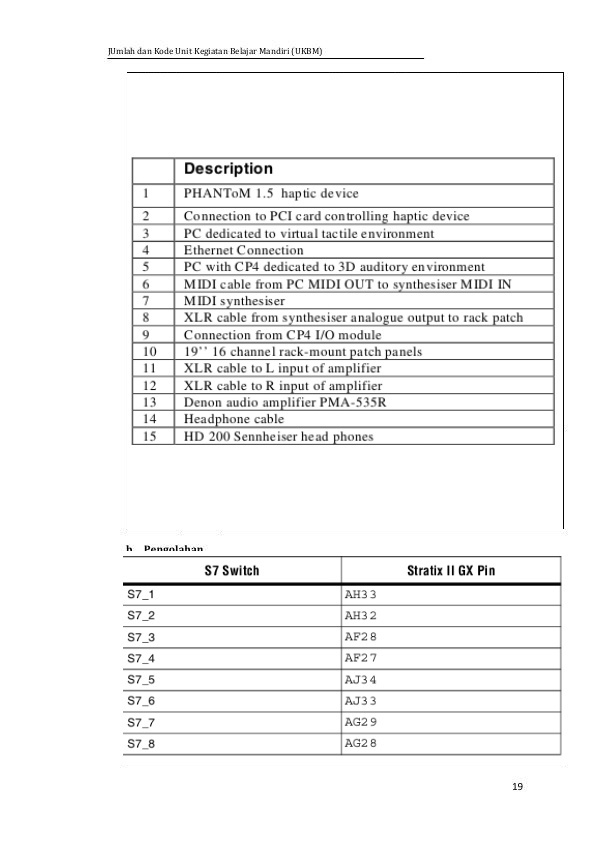 JUmlah dan Kode Unit Kegiatan Belajar Mandiri (UKBM)
Description
1 PHANToM 1.5 haptic device
2 Connection to PCI card controlling haptic device
3 PC dedicated to virtual tactile environment
4 Ethernet Connection
5 PC with CP4 dedicated to 3D auditory environment
6 MIDI cable from PC MIDI OUT to synthesiser MIDI IN
7 MIDI synthesiser
8 XLR cable from synthesiser analogue output to rack patch
9 Connection from CP4 I/O module
10 19’’ 16 channel rack-mount patch panels
11 XLR cable to L input of amplifier
12 XLR cable to R input of amplifier
13 Denon audio amplifier PMA-535R
14 Headphone cable
15 HD 200 Sennheiser head phones
b. Pengolahan
S7 Switch Stratix II GX Pin
S7_1 AH33
S7_2 AH32
S7_3 AF28
S7_4 AF27
S7_5 AJ34
S7_6 AJ33
S7_7 AG29
S7_8 AG28
19